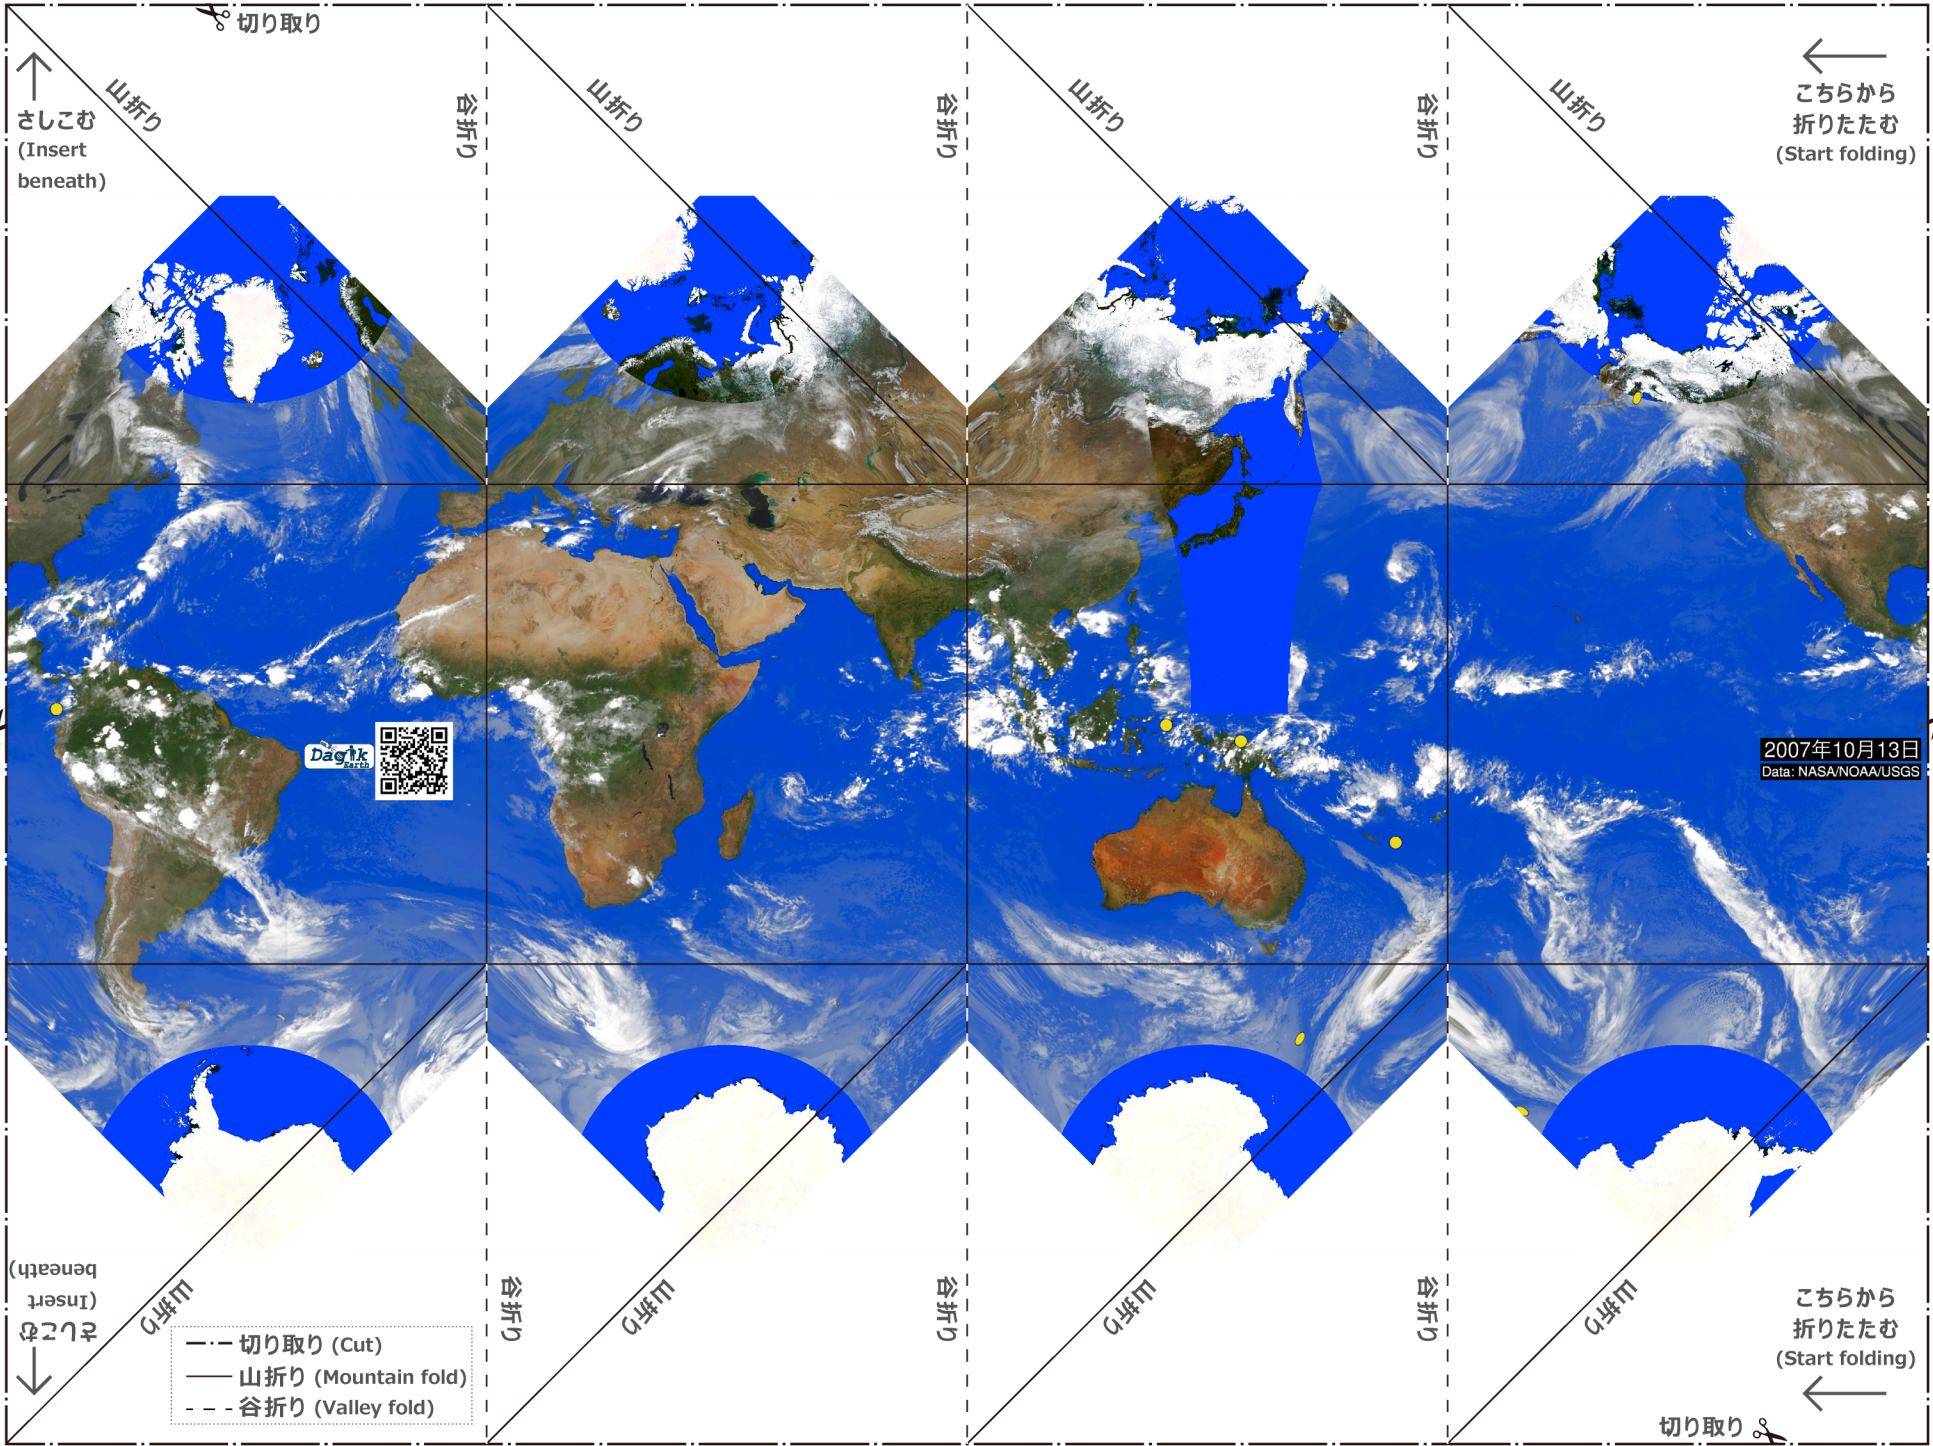 切り取り
さしこむ
(Insert
beneath)
山折り
谷折り
山折り
谷折り
山折り
谷折り
山折り
こちらから
折りたたむ
(Start folding)
Dagik
Earth
2007年10月13日
Data: NASA/NOAA/USGS
さしこむ
(Insert
beneath)
山折り
谷折り
山折り
谷折り
山折り
谷折り
山折り
こちらから
折りたたむ
(Start folding)
切り取り (Cut)
山折り (Mountain fold)
谷折り (Valley fold)
切り取り